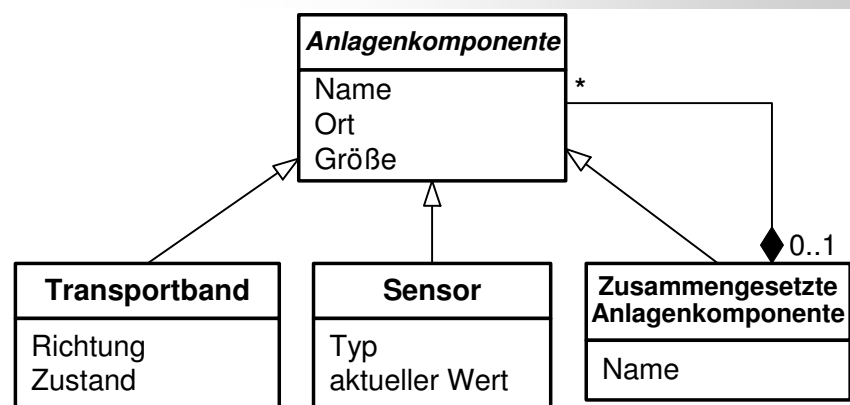 Anlagenkomponente
Name
Ort
Größe
*
0..1
Transportband
Richtung
Zustand
Sensor
Typ
aktueller Wert
Zusammengesetzte
Anlagenkomponente
Name